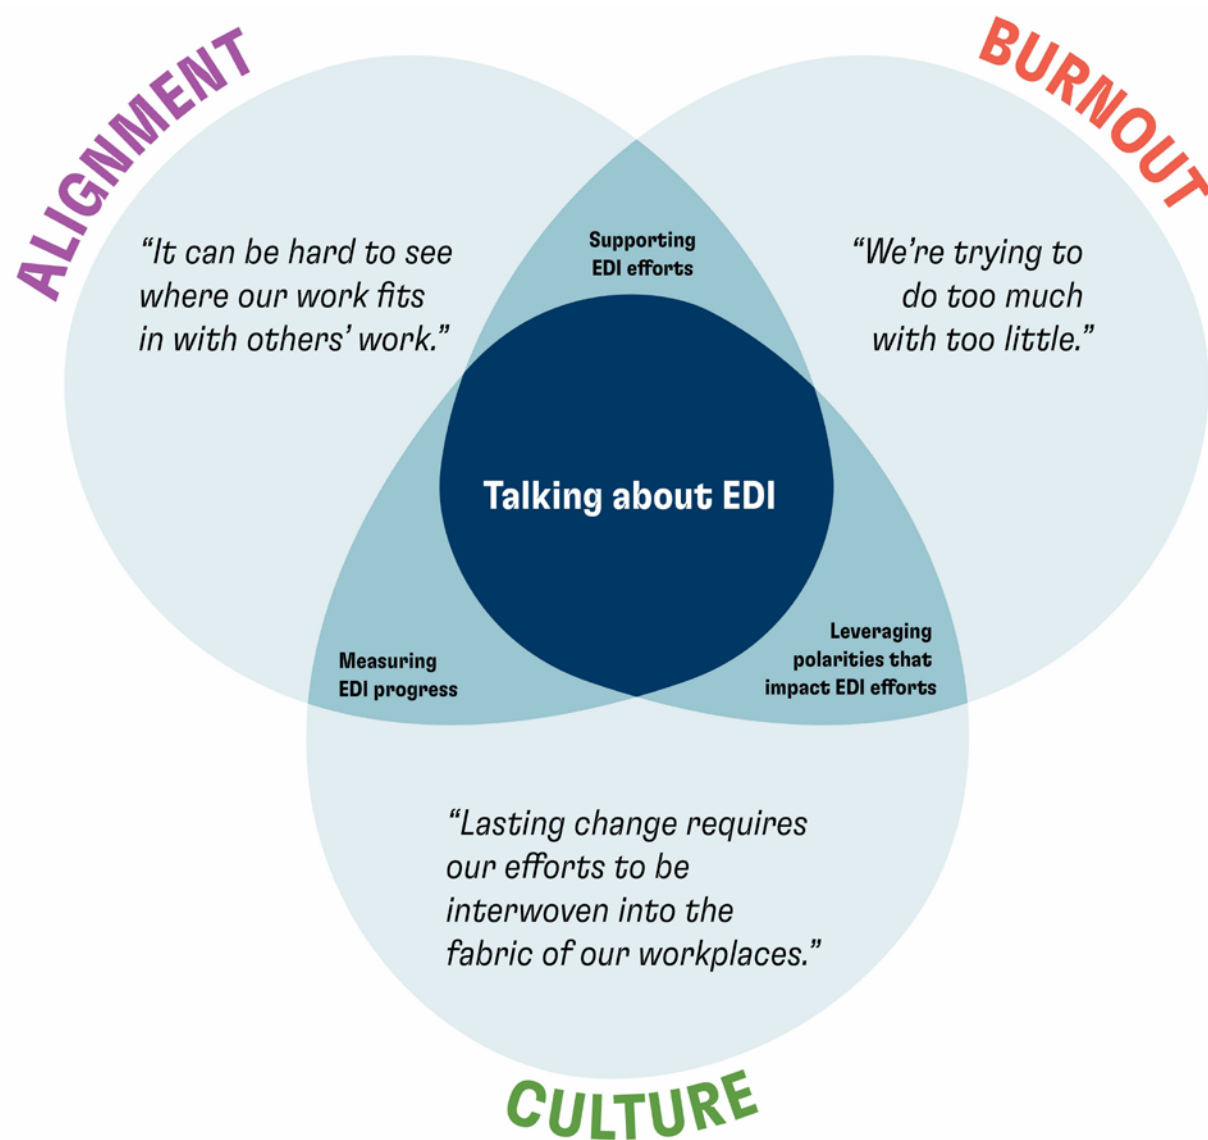 ALIGNMENT
BURNOUT
“It can be hard to see
where our work fits
in with others’ work.”
Supporting
EDI efforts
“We’re trying to
do too much
with too little.”
Talking about EDI
Measuring
EDI progress
Leveraging
polarities that
impact EDI efforts
“Lasting change requires
our efforts to be
interwoven into the
fabric of our workplaces.”
CULTURE